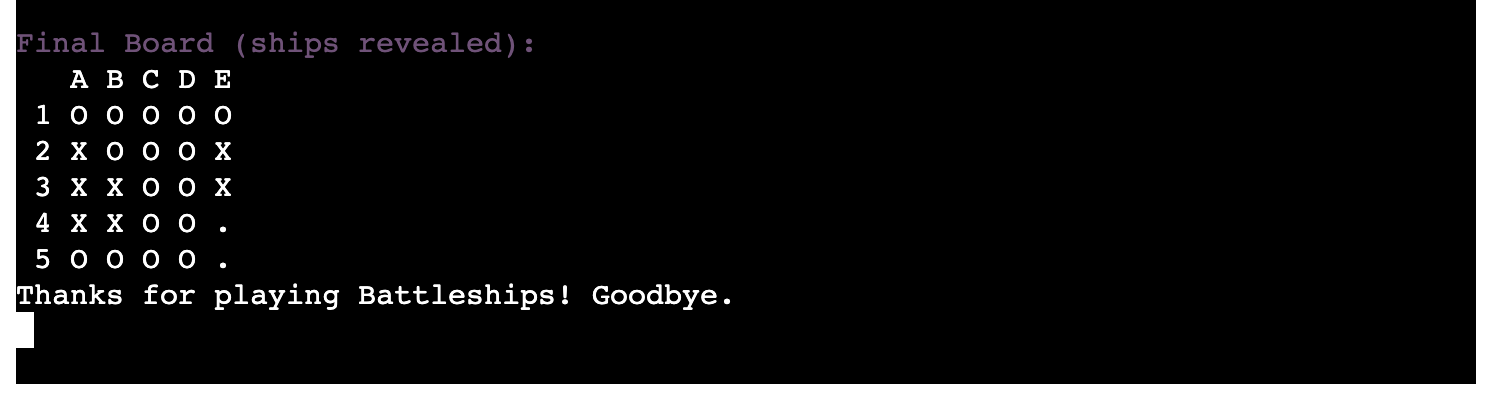 Final Board (ships revealed):
   A B C D E
 1 O O O O O
 2 X O O O X
 3 X X O O X
 4 X X O O .
 5 O O O O .
Thanks for playing Battleships! Goodbye.